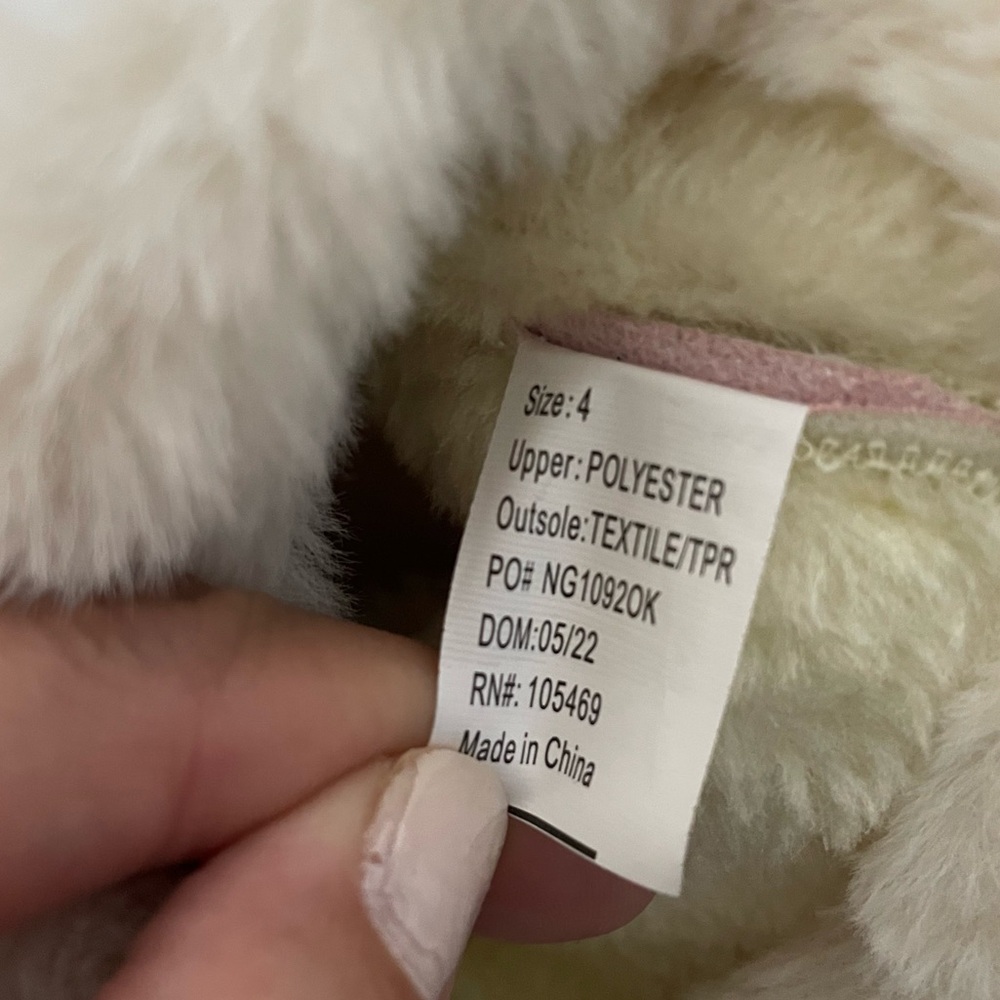 Size: 4
Upper: POLYESTER
Outsole:TEXTILE/TPR
PO# NG1092OK
DOM:05/22
RN#: 105469
Made in China